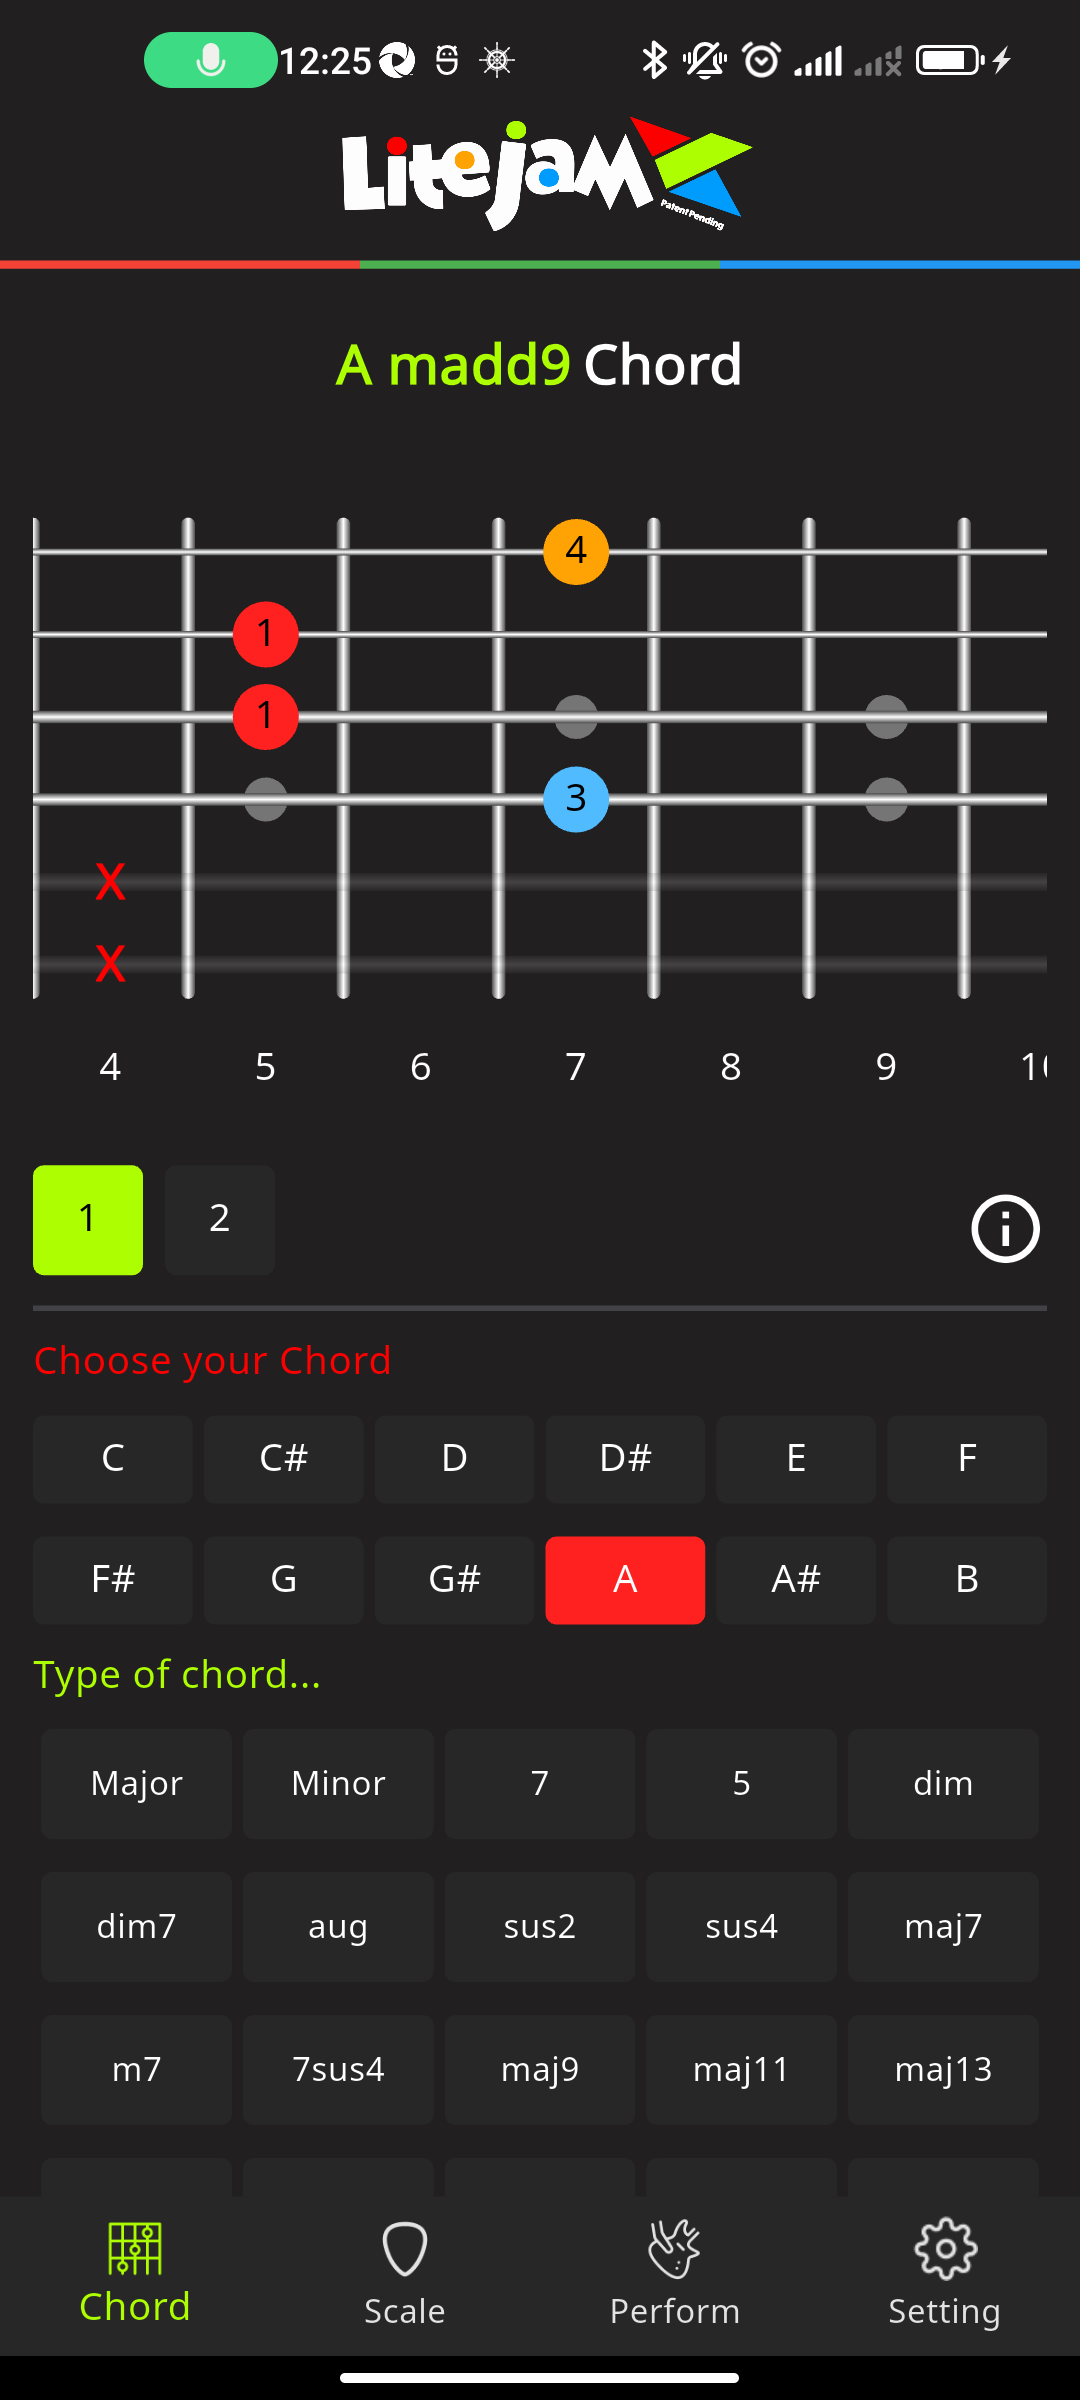 12:25
Litejam
Patent Pending
A madd9 Chord
4
1
1
3
X
X
4 5 6 7 8 9 10
1 2
Choose your Chord
C C# D D# E F
F# G G# A A# B
Type of chord...
Major Minor 7 5 dim
dim7 aug sus2 sus4 maj7
m7 7sus4 maj9 maj11 maj13
Chord Scale Perform Setting